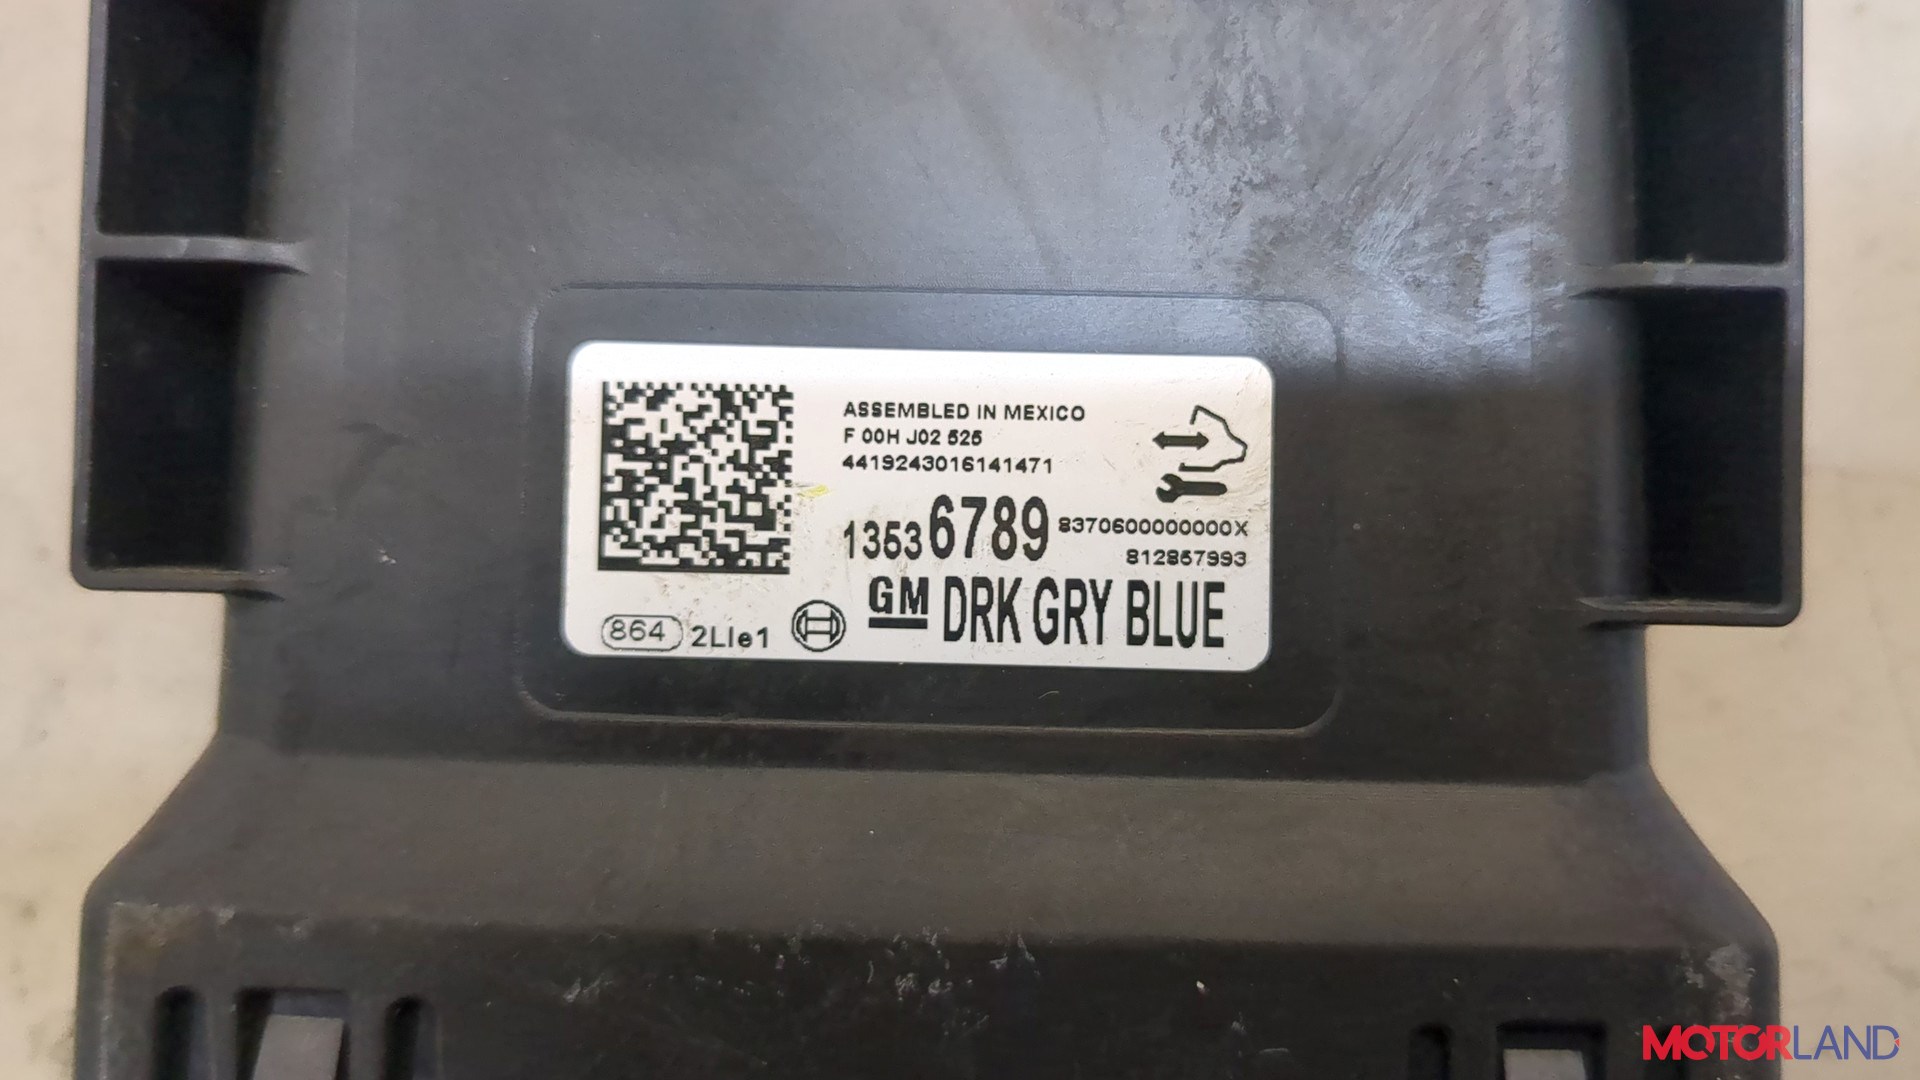 ASSEMBLED IN MEXICO
F 00H J02 525
4419243016141471
13536789
8370600000000X
812857993
GM DRK GRY BLUE
864 2LIe1
MOTORLAND